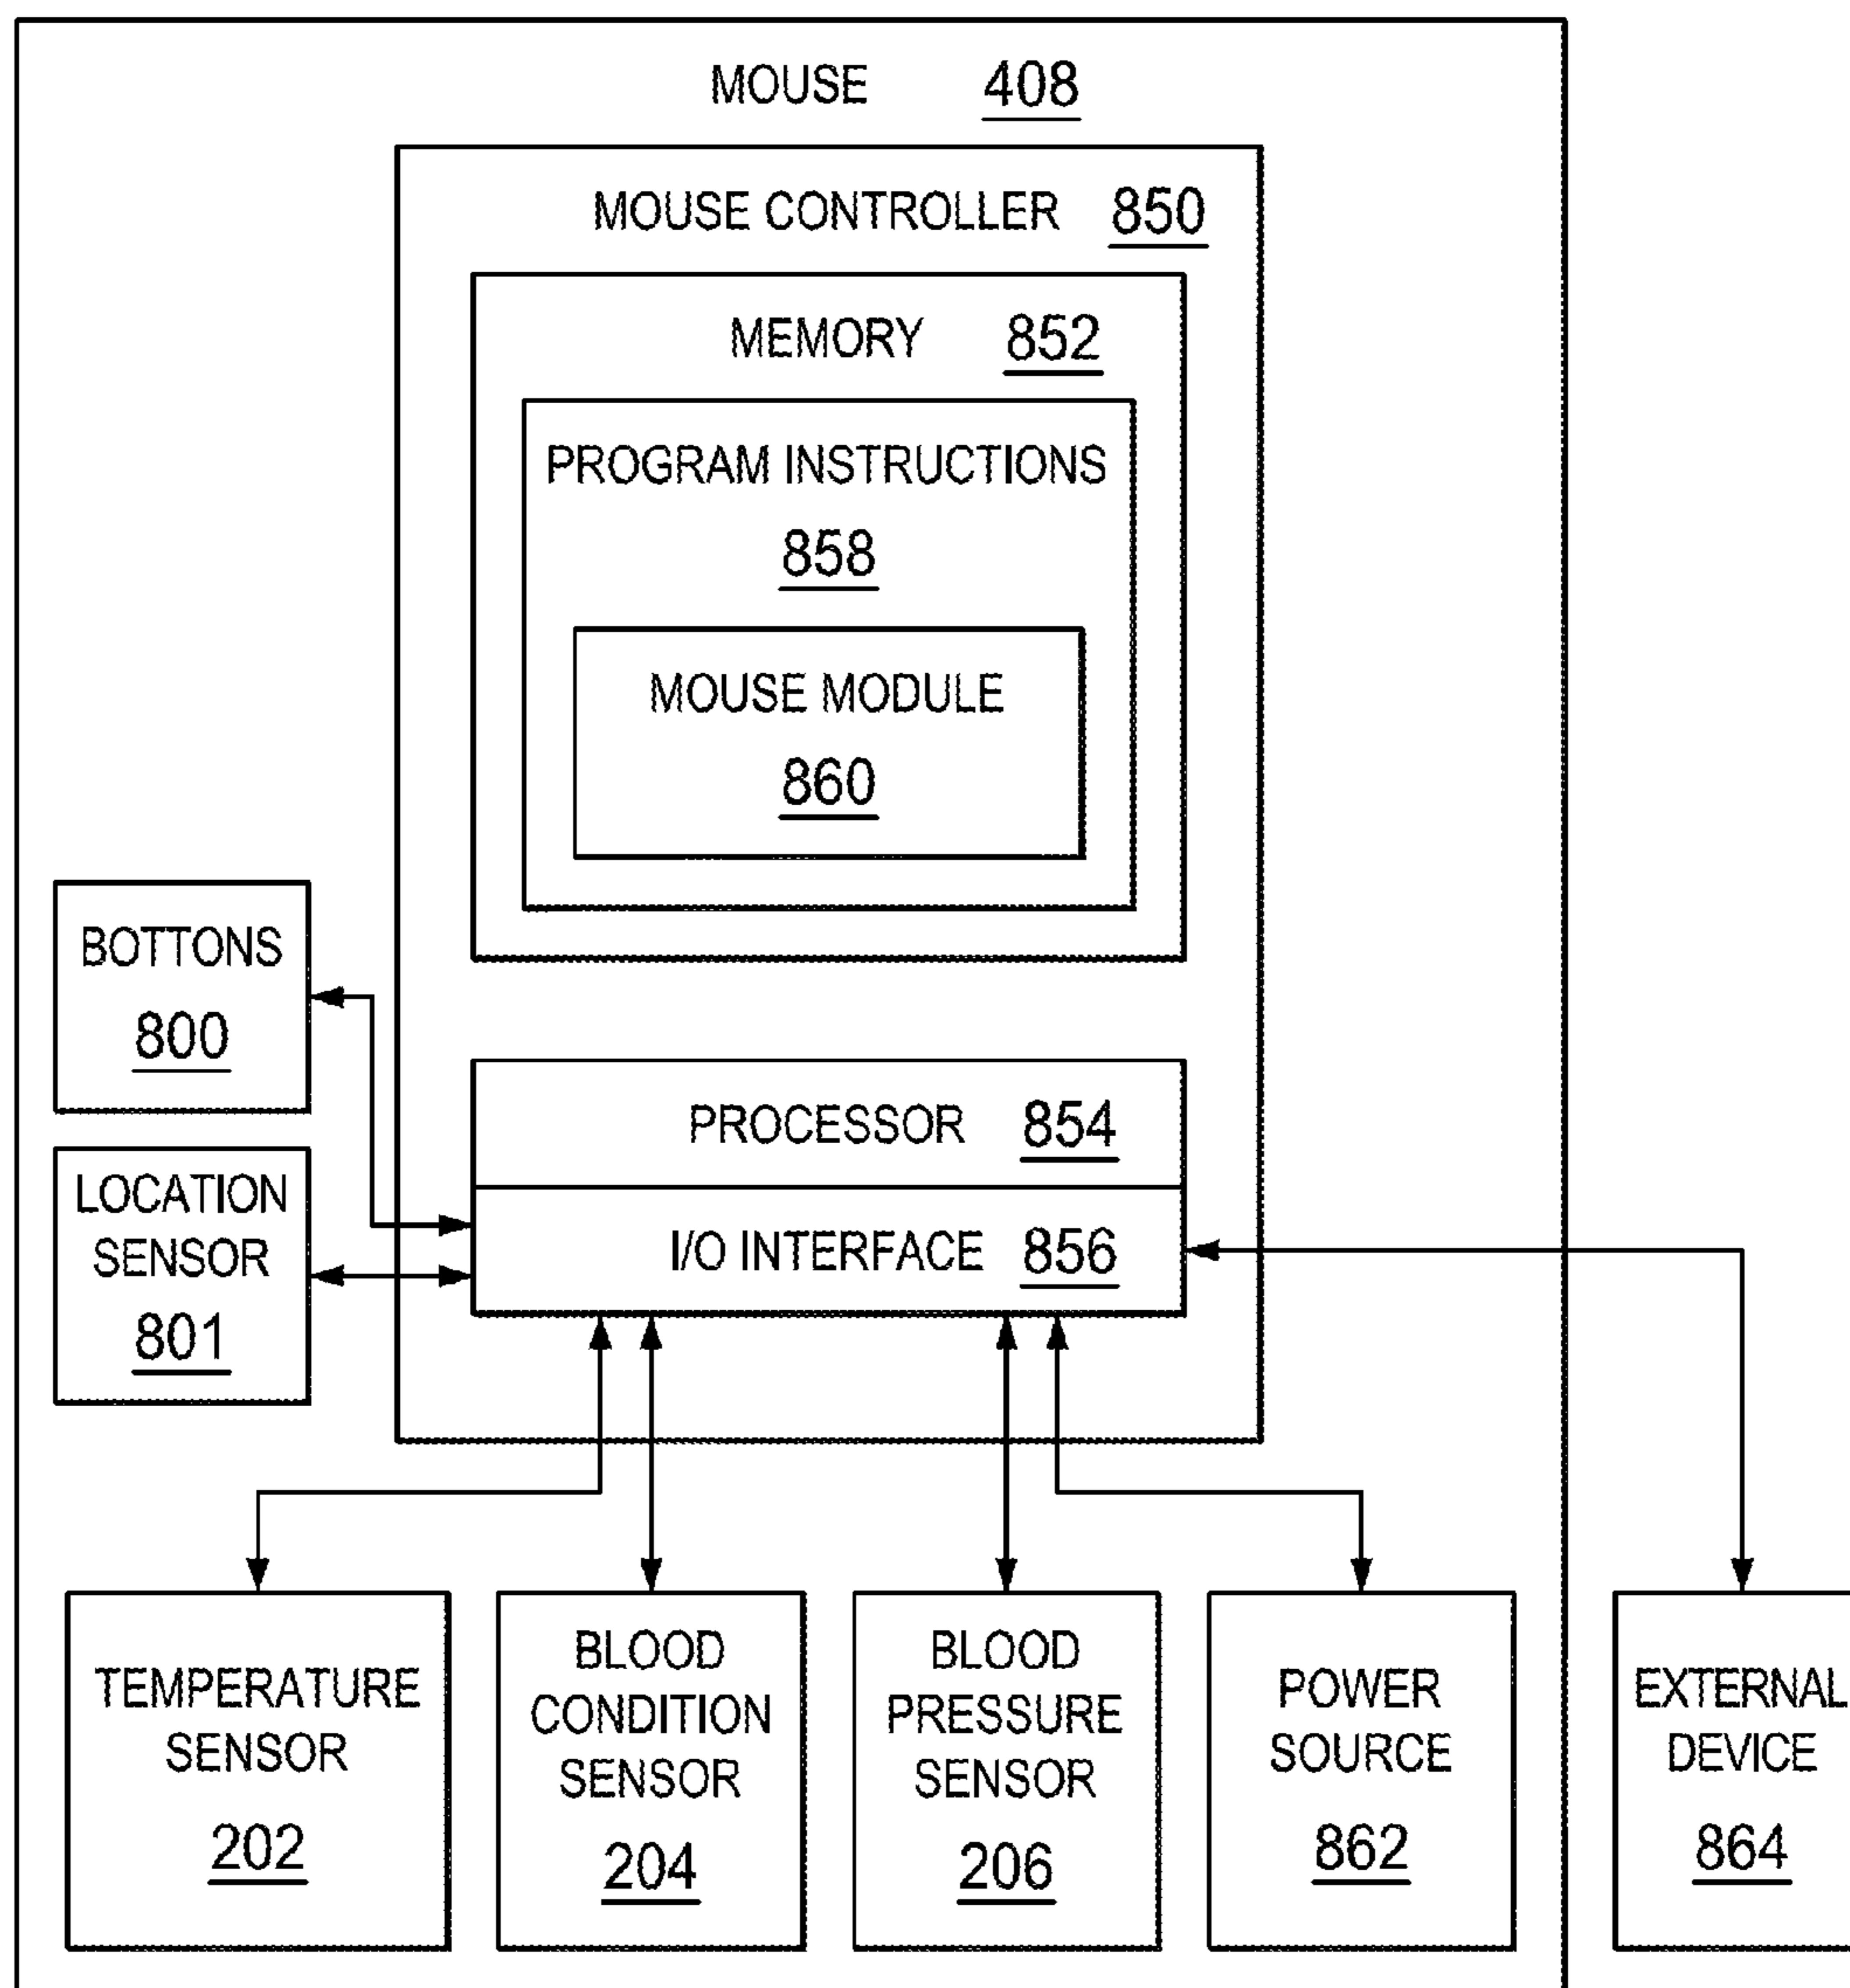 MOUSE 408
MOUSE CONTROLLER 850
MEMORY 852
PROGRAM INSTRUCTIONS
858
MOUSE MODULE
860
BOTTONS
800
PROCESSOR 854
LOCATION
SENSOR
801
I/O INTERFACE 856
TEMPERATURE
SENSOR
202
BLOOD
CONDITION
SENSOR
204
BLOOD
PRESSURE
SENSOR
206
POWER
SOURCE
862
EXTERNAL
DEVICE
864